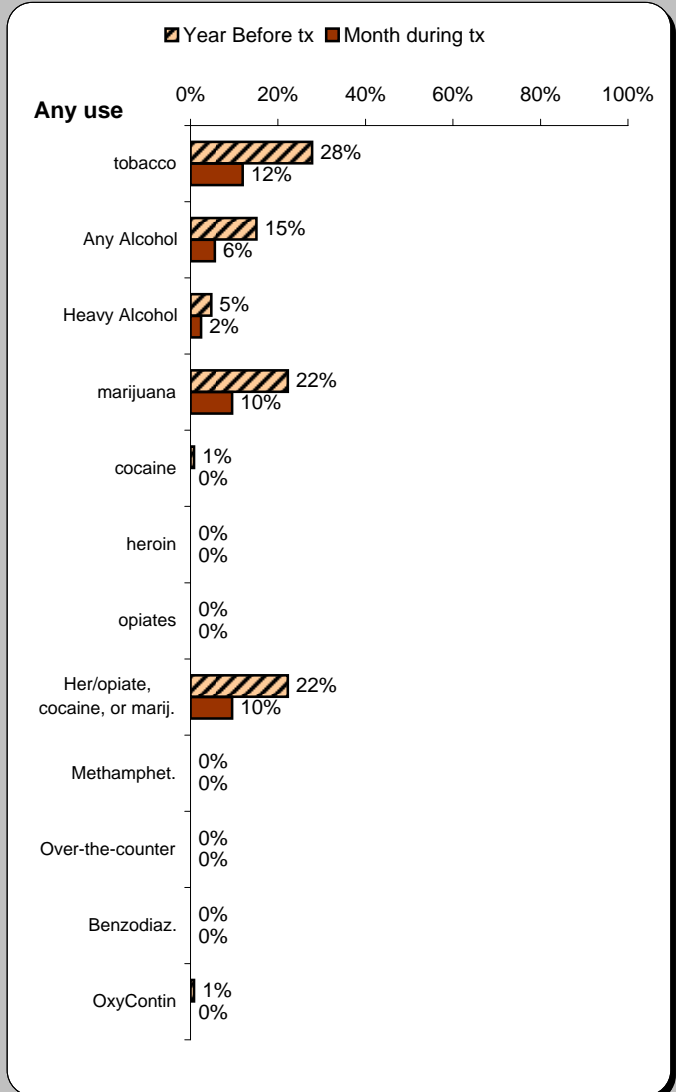 Year Before tx Month during tx
0% 20% 40% 60% 80% 100%
Any use
tobacco 28%
12%
Any Alcohol 15%
6%
Heavy Alcohol 5%
2%
marijuana 22%
10%
cocaine 1%
0%
heroin 0%
0%
opiates 0%
0%
Her/opiate, 22%
cocaine, or marij. 10%
Methamphet. 0%
0%
Over-the-counter 0%
0%
Benzodiaz. 0%
0%
OxyContin 1%
0%